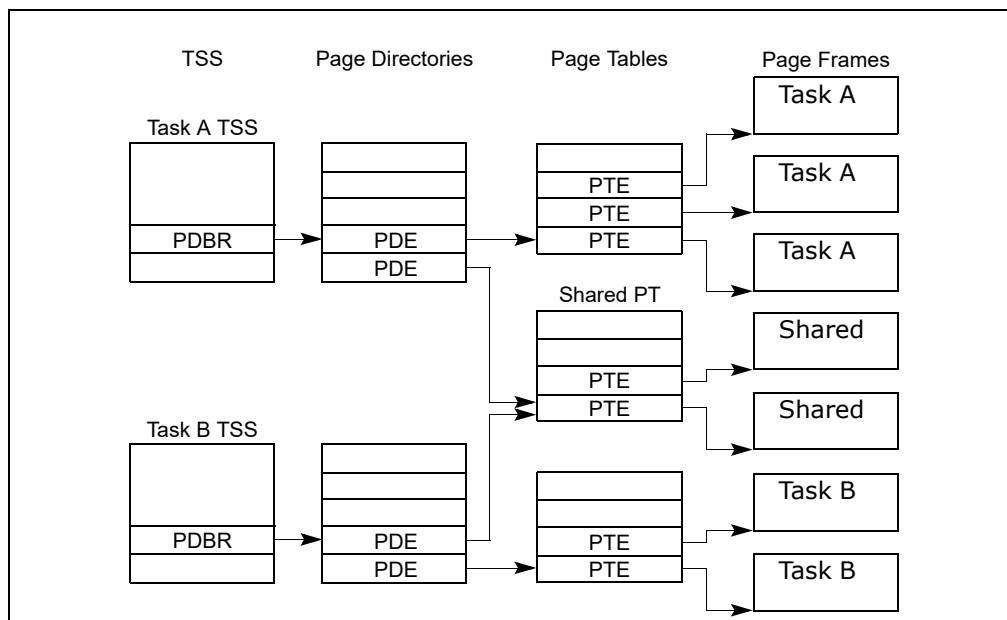 TSS Page Directories Page Tables Page Frames
Task A
Task A TSS
Task A
PTE
PTE
PDBR PDE PTE
Task A
PDE
Shared PT
Shared
PTE
PTE
Shared
Task B TSS
Task B
PDBR PDE PTE
PDE PTE
Task B